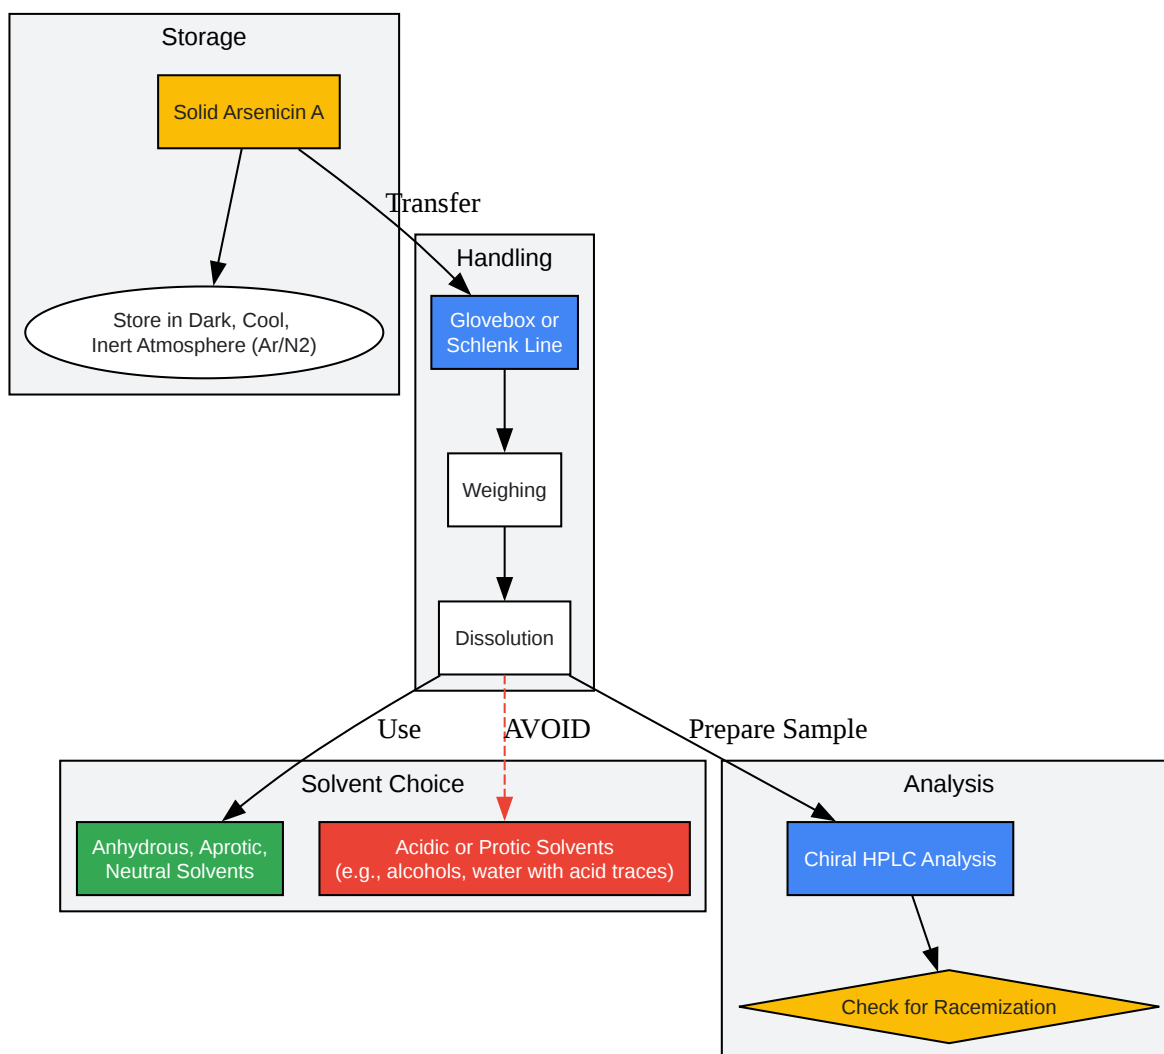 Storage
Solid Arsenicin A
Transfer
Handling
Store in Dark, Cool,
Inert Atmosphere (Ar/N2)
Glovebox or
Schlenk Line
Weighing
Dissolution
Use
AVOID
Prepare Sample
Solvent Choice
Analysis
Anhydrous, Aprotic,
Neutral Solvents
Acidic or Protic Solvents
(e.g., alcohols, water with acid traces)
Chiral HPLC Analysis
Check for Racemization